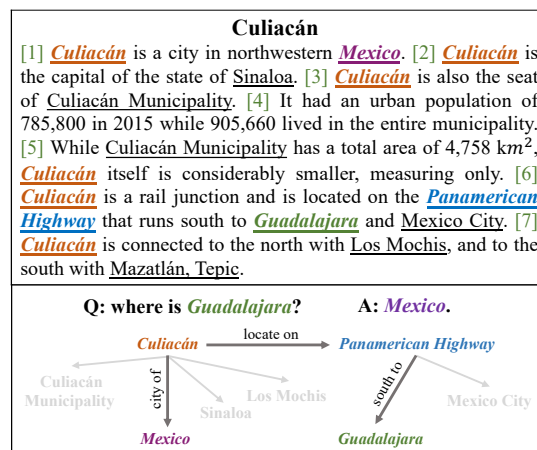 Culiacán
[1] Culiacán is a city in northwestern Mexico. [2] Culiacán is
the capital of the state of Sinaloa. [3] Culiacán is also the seat
of Culiacán Municipality. [4] It had an urban population of
785,800 in 2015 while 905,660 lived in the entire municipality.
[5] While Culiacán Municipality has a total area of 4,758 km²,
Culiacán itself is considerably smaller, measuring only. [6]
Culiacán is a rail junction and is located on the Panamerican
Highway that runs south to Guadalajara and Mexico City. [7]
Culiacán is connected to the north with Los Mochis, and to the
south with Mazatlán, Tepic.
Q: where is Guadalajara? A: Mexico.
Culiacán locate on Panamerican Highway
Culiacán
Municipality
city of
Sinaloa
Los Mochis
south to
Mexico City
Mexico
Guadalajara